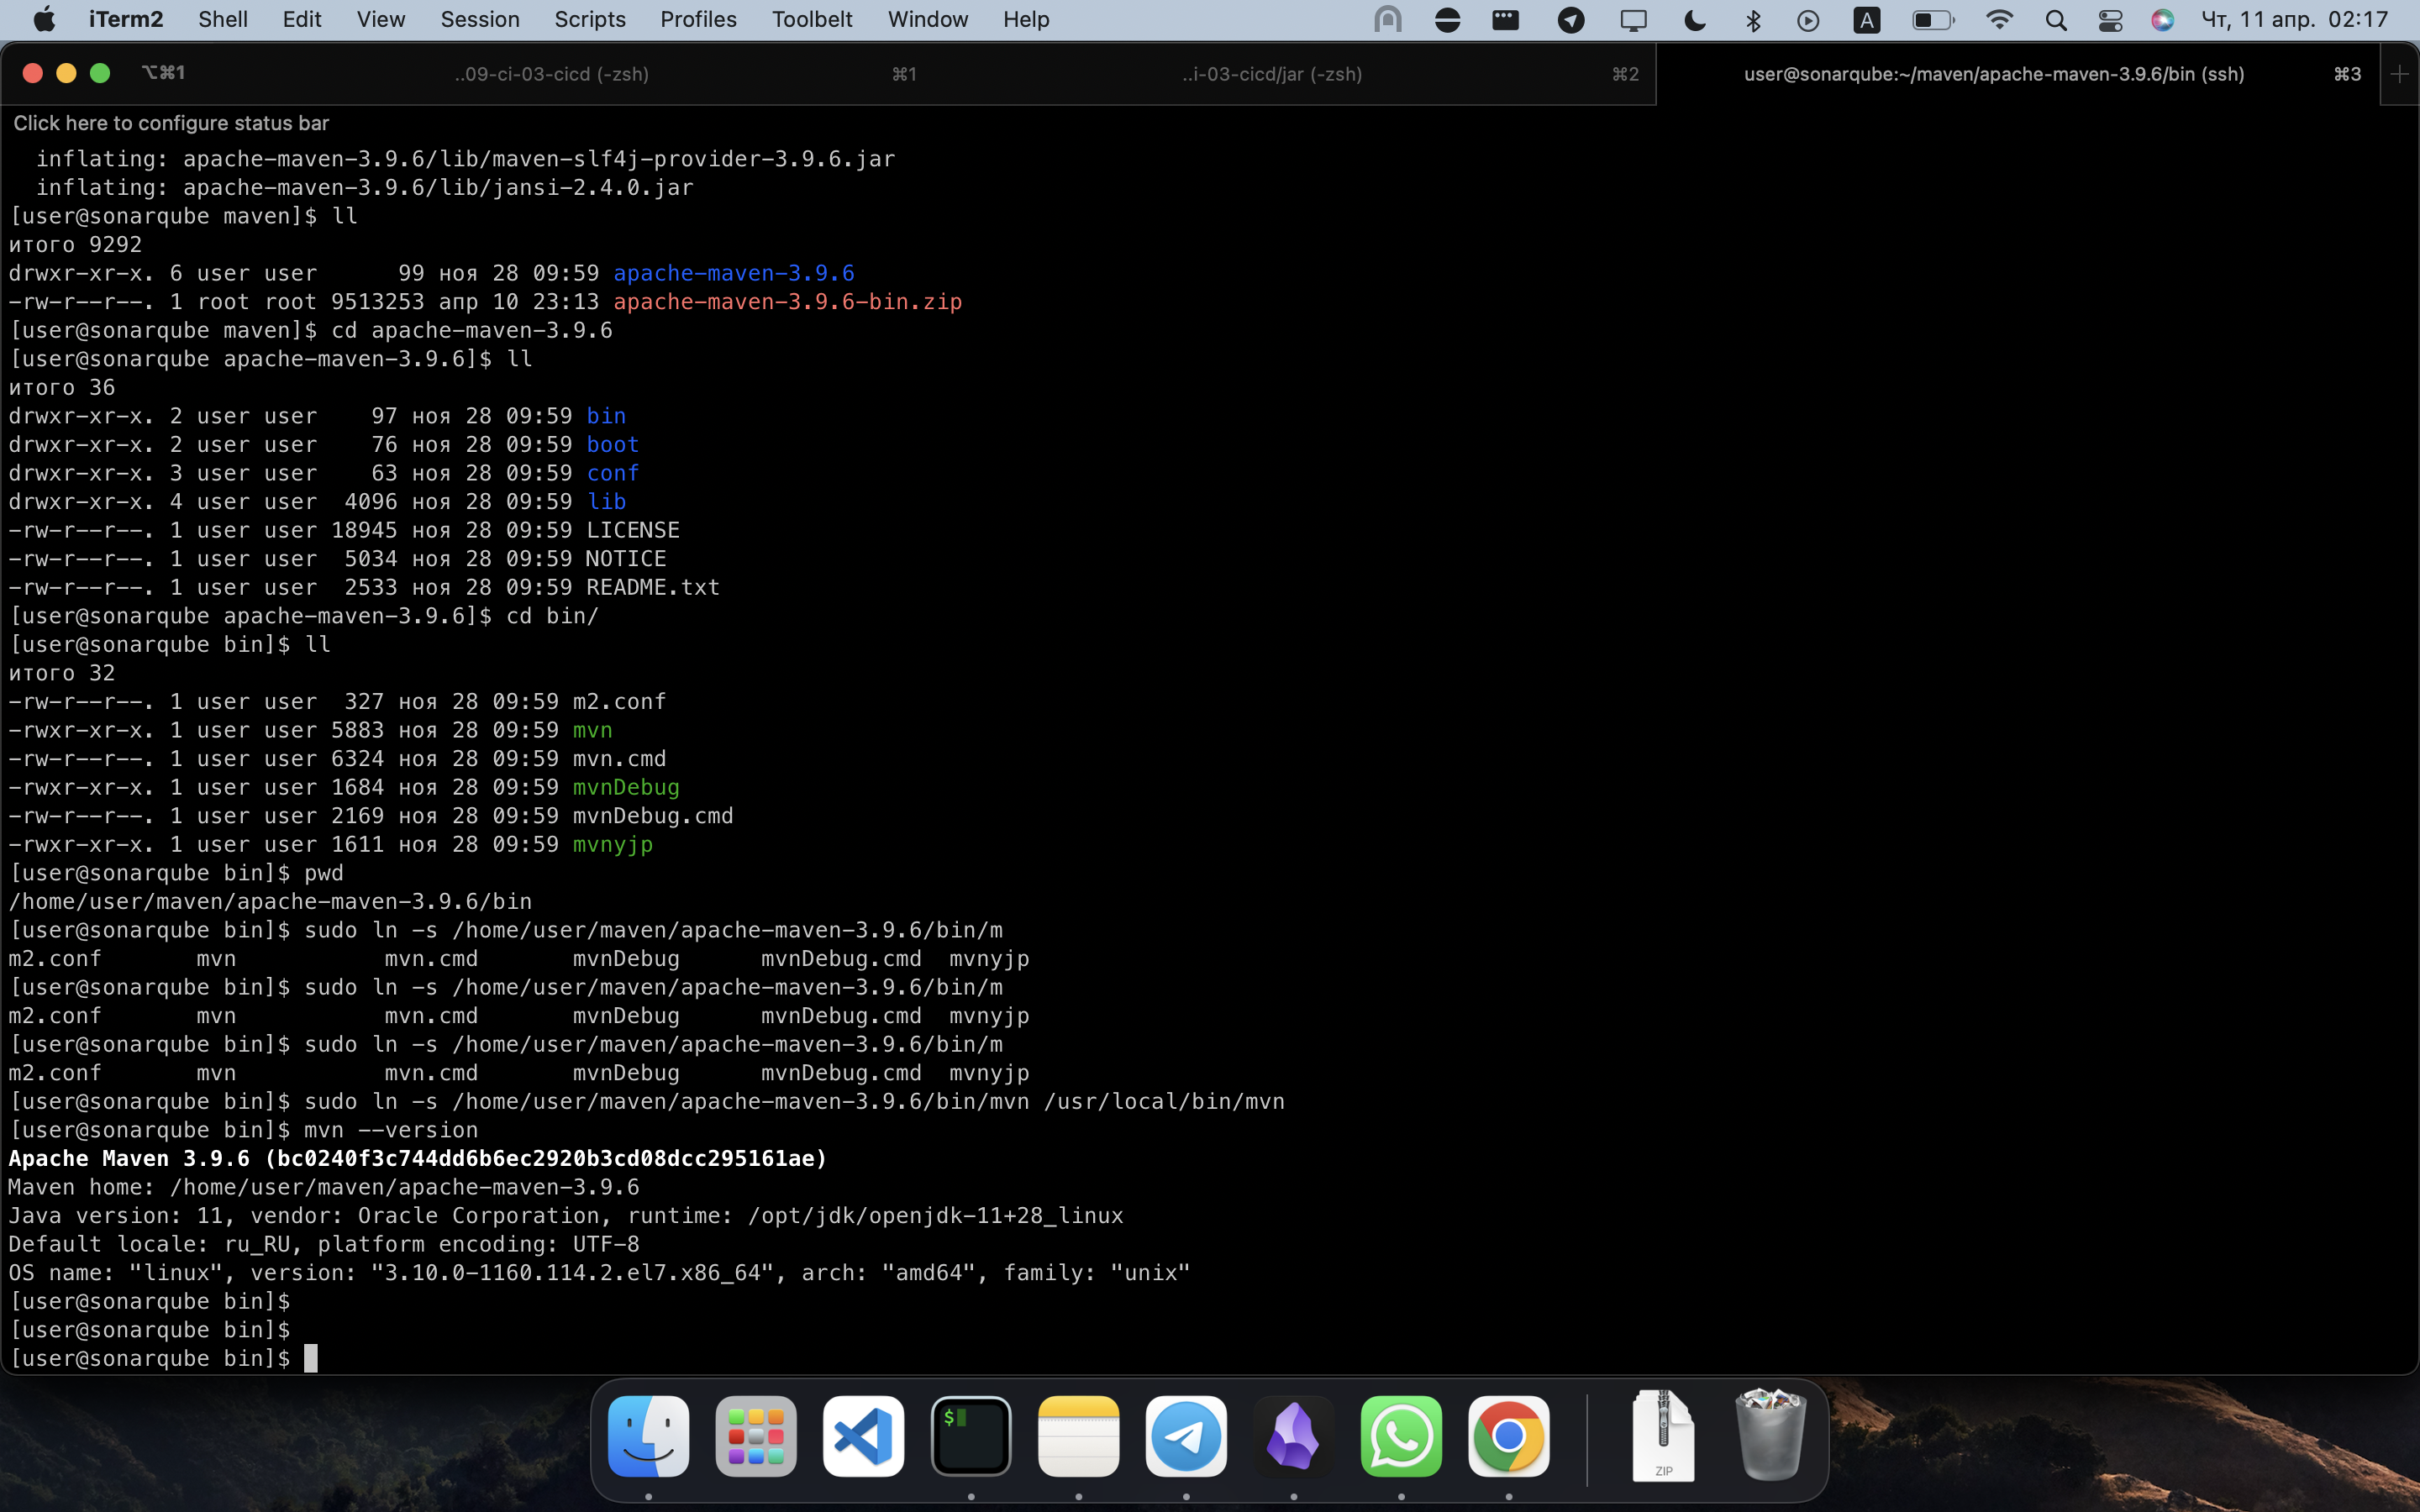 iTerm2 Shell Edit View Session Scripts Profiles Toolbelt Window Help A Чт, 11 апр. 02:17
⌥⌘1 ..09-ci-03-cicd (-zsh) ⌘1 ..i-03-cicd/jar (-zsh) ⌘2 user@sonarqube:~/maven/apache-maven-3.9.6/bin (ssh) ⌘3
Click here to configure status bar
  inflating: apache-maven-3.9.6/lib/maven-slf4j-provider-3.9.6.jar
  inflating: apache-maven-3.9.6/lib/jansi-2.4.0.jar
[user@sonarqube maven]$ ll
итого 9292
drwxr-xr-x. 6 user user      99 ноя 28 09:59 apache-maven-3.9.6
-rw-r--r--. 1 root root 9513253 апр 10 23:13 apache-maven-3.9.6-bin.zip
[user@sonarqube maven]$ cd apache-maven-3.9.6
[user@sonarqube apache-maven-3.9.6]$ ll
итого 36
drwxr-xr-x. 2 user user    97 ноя 28 09:59 bin
drwxr-xr-x. 2 user user    76 ноя 28 09:59 boot
drwxr-xr-x. 3 user user    63 ноя 28 09:59 conf
drwxr-xr-x. 4 user user  4096 ноя 28 09:59 lib
-rw-r--r--. 1 user user 18945 ноя 28 09:59 LICENSE
-rw-r--r--. 1 user user  5034 ноя 28 09:59 NOTICE
-rw-r--r--. 1 user user  2533 ноя 28 09:59 README.txt
[user@sonarqube apache-maven-3.9.6]$ cd bin/
[user@sonarqube bin]$ ll
итого 32
-rw-r--r--. 1 user user  327 ноя 28 09:59 m2.conf
-rwxr-xr-x. 1 user user 5883 ноя 28 09:59 mvn
-rw-r--r--. 1 user user 6324 ноя 28 09:59 mvn.cmd
-rwxr-xr-x. 1 user user 1684 ноя 28 09:59 mvnDebug
-rw-r--r--. 1 user user 2169 ноя 28 09:59 mvnDebug.cmd
-rwxr-xr-x. 1 user user 1611 ноя 28 09:59 mvnyjp
[user@sonarqube bin]$ pwd
/home/user/maven/apache-maven-3.9.6/bin
[user@sonarqube bin]$ sudo ln -s /home/user/maven/apache-maven-3.9.6/bin/m
m2.conf       mvn           mvn.cmd       mvnDebug      mvnDebug.cmd  mvnyjp
[user@sonarqube bin]$ sudo ln -s /home/user/maven/apache-maven-3.9.6/bin/m
m2.conf       mvn           mvn.cmd       mvnDebug      mvnDebug.cmd  mvnyjp
[user@sonarqube bin]$ sudo ln -s /home/user/maven/apache-maven-3.9.6/bin/m
m2.conf       mvn           mvn.cmd       mvnDebug      mvnDebug.cmd  mvnyjp
[user@sonarqube bin]$ sudo ln -s /home/user/maven/apache-maven-3.9.6/bin/mvn /usr/local/bin/mvn
[user@sonarqube bin]$ mvn --version
Apache Maven 3.9.6 (bc0240f3c744dd6b6ec2920b3cd08dcc295161ae)
Maven home: /home/user/maven/apache-maven-3.9.6
Java version: 11, vendor: Oracle Corporation, runtime: /opt/jdk/openjdk-11+28_linux
Default locale: ru_RU, platform encoding: UTF-8
OS name: "linux", version: "3.10.0-1160.114.2.el7.x86_64", arch: "amd64", family: "unix"
[user@sonarqube bin]$
[user@sonarqube bin]$
[user@sonarqube bin]$
$
ZIP